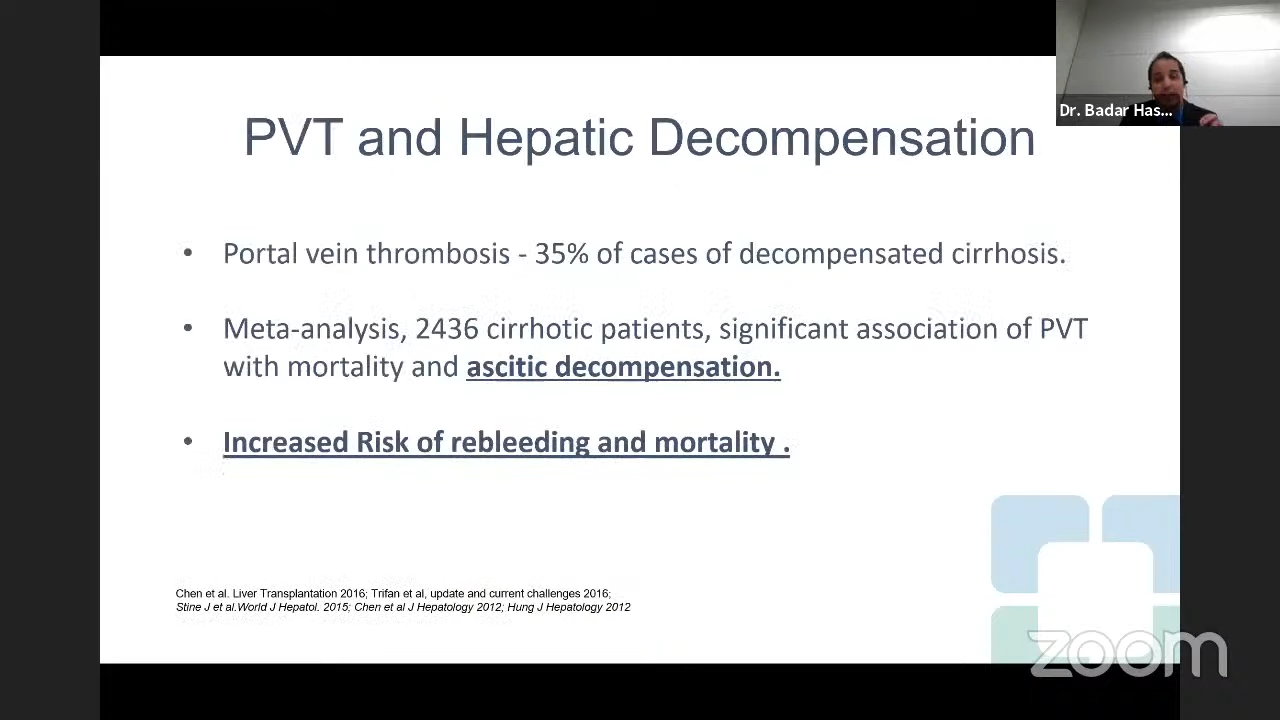 Dr. Badar Has...
PVT and Hepatic Decompensation
• Portal vein thrombosis - 35% of cases of decompensated cirrhosis.
• Meta-analysis, 2436 cirrhotic patients, significant association of PVT
with mortality and ascitic decompensation.
• Increased Risk of rebleeding and mortality .
Chen et al. Liver Transplantation 2016; Trifan et al, update and current challenges 2016;
Stine J et al.World J Hepatol. 2015; Chen et al J Hepatology 2012; Hung J Hepatology 2012
zoom